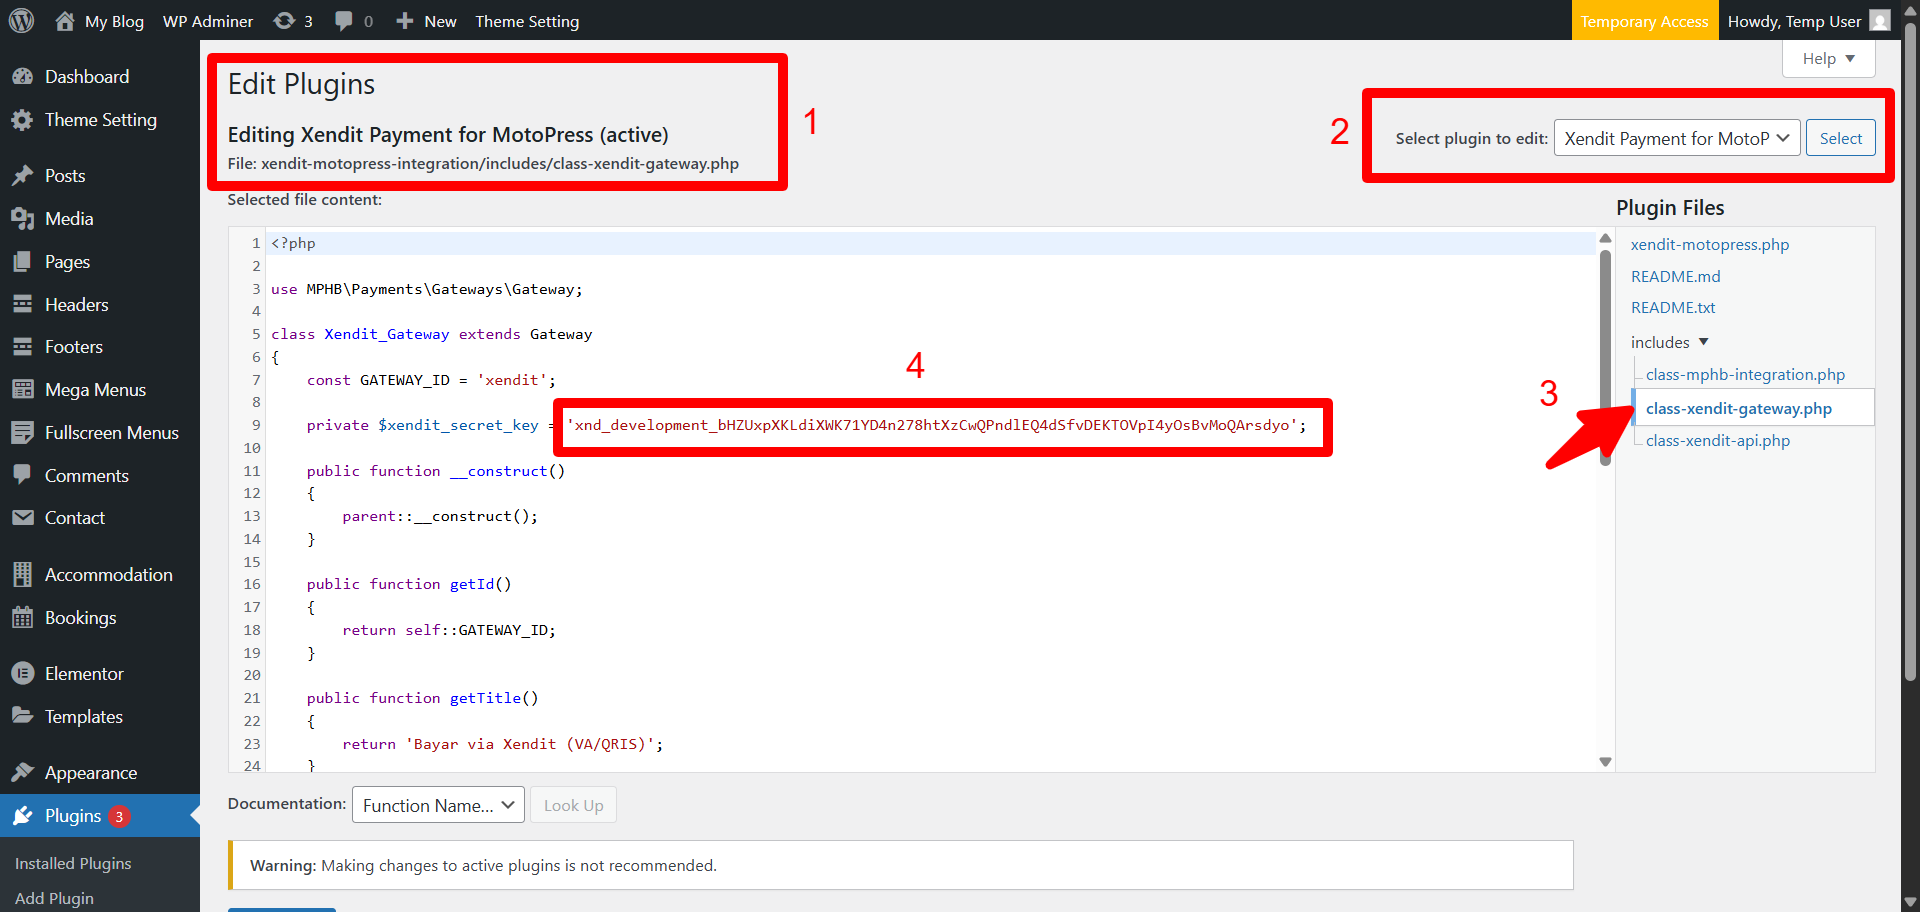 My Blog WP Adminer 3 0 New Theme Setting Temporary Access Howdy, Temp User
Dashboard
Theme Setting
Posts
Media
Pages
Headers
Footers
Mega Menus
Fullscreen Menus
Comments
Contact
Accommodation
Bookings
Elementor
Templates
Appearance
Plugins 3
Installed Plugins
Add Plugin
Help
Edit Plugins
Editing Xendit Payment for MotoPress (active)
File: xendit-motopress-integration/includes/class-xendit-gateway.php
1
2
Select plugin to edit: Xendit Payment for MotoP Select
Selected file content:
1 <?php
2
3 use MPHB\Payments\Gateways\Gateway;
4
5 class Xendit_Gateway extends Gateway
6 {
7 const GATEWAY_ID = 'xendit';
8
9 private $xendit_secret_key = 'xnd_development_bHZUxpXKLdiXWK71YD4n278htXzCwQPndlEQ4dSfvDEKTOVpI4yOsBvMoQArsdyo';
10
11 public function __construct()
12 {
13 parent::__construct();
14 }
15
16 public function getId()
17 {
18 return self::GATEWAY_ID;
19 }
20
21 public function getTitle()
22 {
23 return 'Bayar via Xendit (VA/QRIS)';
24 }
4
Plugin Files
xendit-motopress.php
README.md
README.txt
includes
class-mphb-integration.php
3
class-xendit-gateway.php
class-xendit-api.php
Documentation: Function Name... Look Up
Warning: Making changes to active plugins is not recommended.